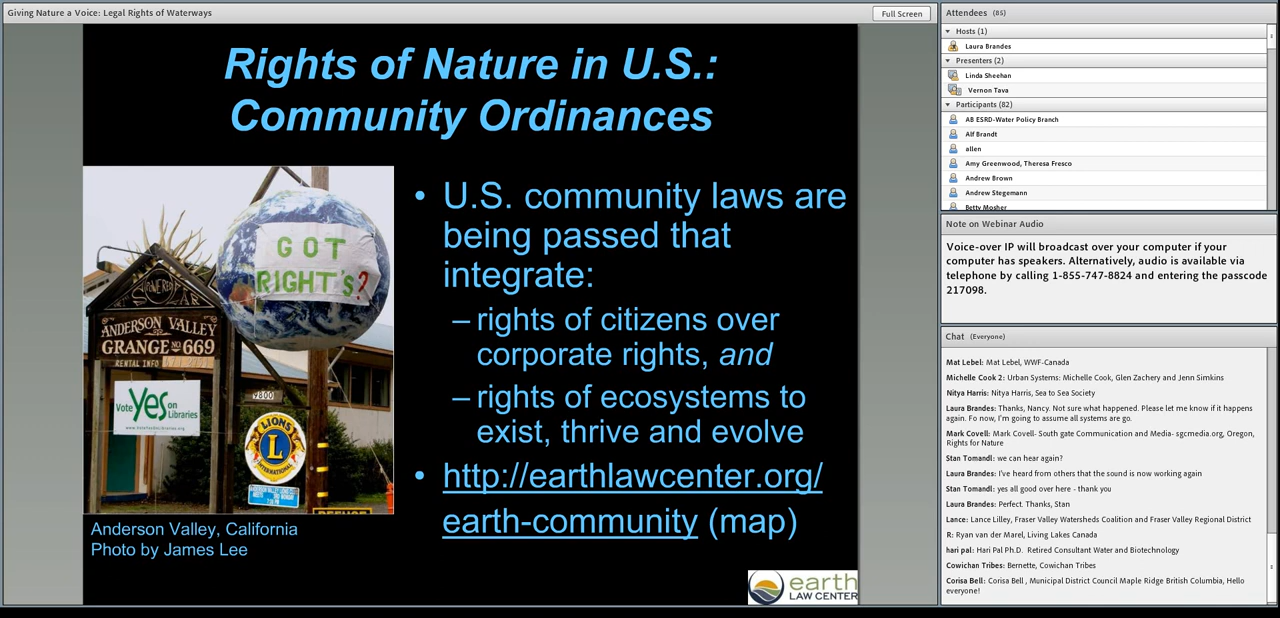 Giving Nature a Voice: Legal Rights of Waterways
Full Screen
Rights of Nature in U.S.:
Community Ordinances
GOT
RIGHT'S?
ANDERSON VALLEY
GRANGE No 669
RENTAL INFO
Vote Yes on
Libraries
9800
LIONS
L
INTERNATIONAL
• U.S. community laws are
being passed that
integrate:
– rights of citizens over
corporate rights, and
– rights of ecosystems to
exist, thrive and evolve
• http://earthlawcenter.org/
earth-community (map)
Anderson Valley, California
Photo by James Lee
earth
LAW CENTER
Attendees (85)
Hosts (1)
Laura Brandes
Presenters (2)
Linda Sheehan
Vernon Tava
Participants (82)
AB ESRD-Water Policy Branch
Alf Brandt
allen
Amy Greenwood, Theresa Fresco
Andrew Brown
Andrew Stegemann
Betty Mosher
Note on Webinar Audio
Voice-over IP will broadcast over your computer if your
computer has speakers. Alternatively, audio is available via
telephone by calling 1-855-747-8824 and entering the passcode
217098.
Chat (Everyone)
Mat Lebel: Mat Lebel, WWF-Canada
Michelle Cook 2: Urban Systems: Michelle Cook, Glen Zachery and Jenn Simkins
Nitya Harris: Nitya Harris, Sea to Sea Society
Laura Brandes: Thanks, Nancy. Not sure what happened. Please let me know if it happens
again. Fo now, I'm going to assume all systems are go.
Mark Covell: Mark Covell- South gate Communication and Media- sgcmedia.org, Oregon,
Rights for Nature
Stan Tomandl: we can hear again?
Laura Brandes: I've heard from others that the sound is now working again
Stan Tomandl: yes all good over here - thank you
Laura Brandes: Perfect. Thanks, Stan
Lance: Lance Lilley, Fraser Valley Watersheds Coalition and Fraser Valley Regional District
R: Ryan van der Marel, Living Lakes Canada
hari pal: Hari Pal Ph.D. Retired Consultant Water and Biotechnology
Cowichan Tribes: Bernette, Cowichan Tribes
Corisa Bell: Corisa Bell , Municipal District Council Maple Ridge British Columbia, Hello
everyone!